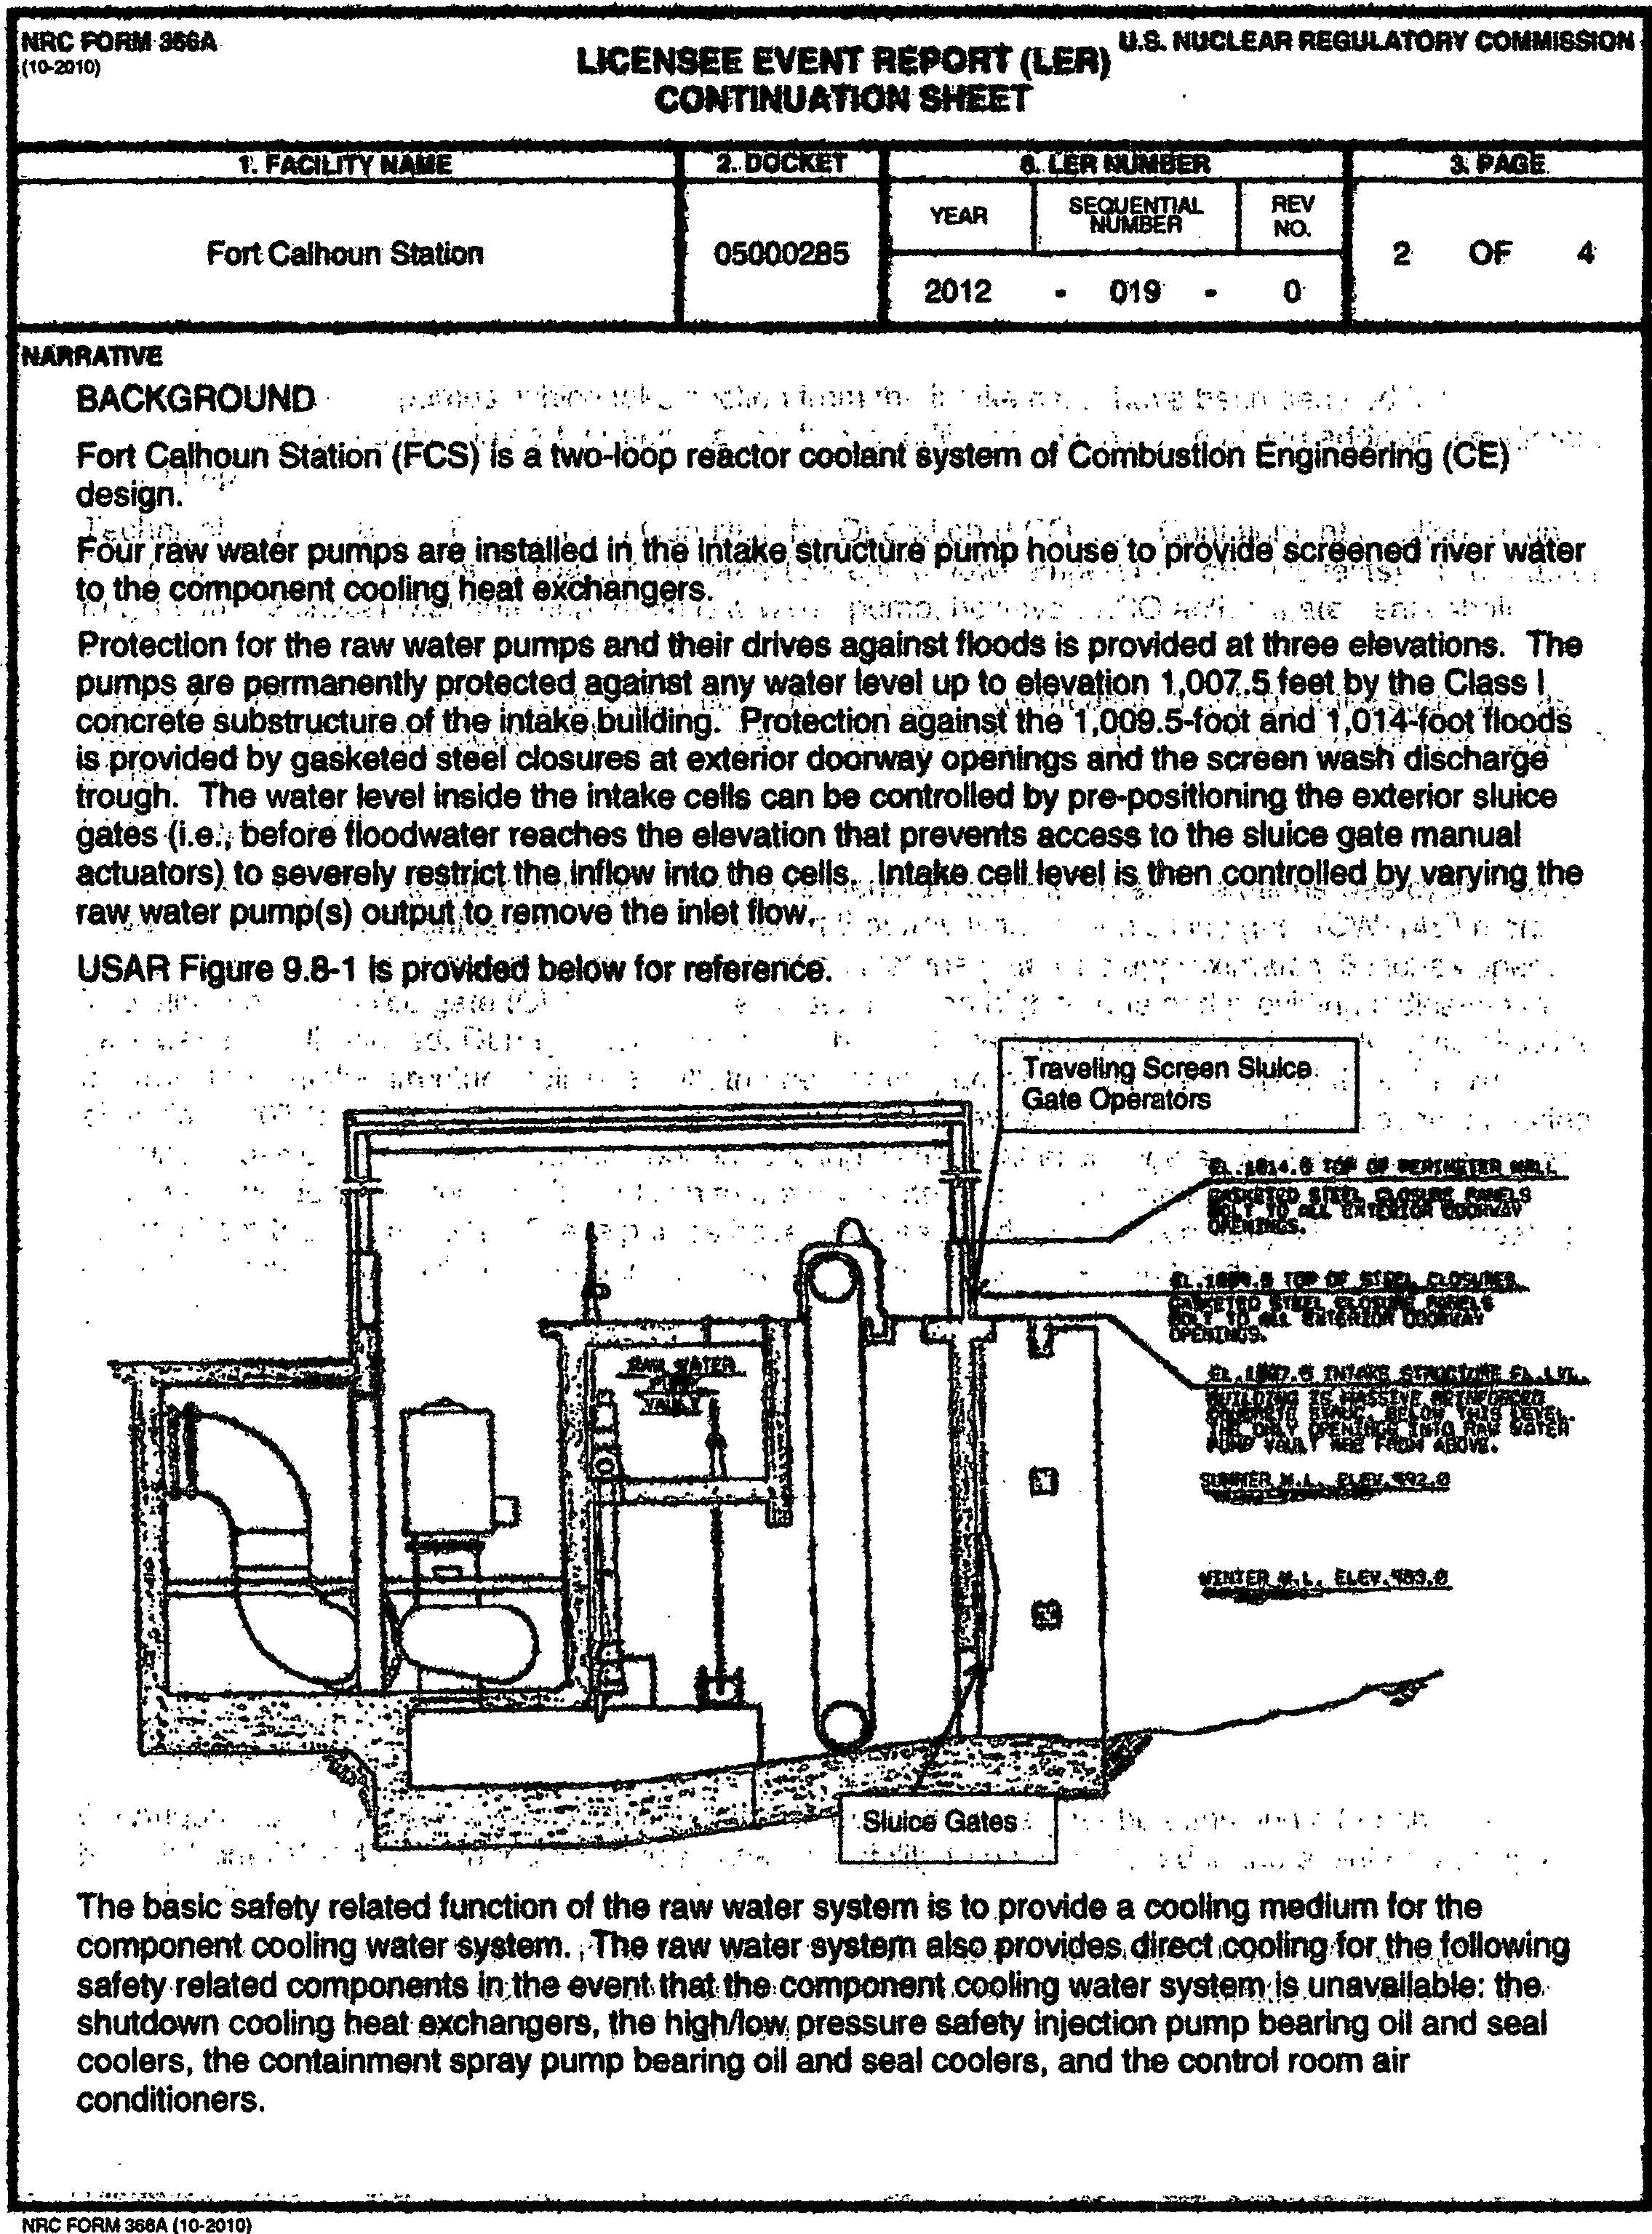 NRC FORM 366A
(10-2010)
U.S. NUCLEAR REGULATORY COMMISSION
LICENSEE EVENT REPORT (LER)
CONTINUATION SHEET
1. FACILITY NAME
2. DOCKET
6. LER NUMBER
3. PAGE
YEAR
SEQUENTIAL
NUMBER
REV
NO.
Fort Calhoun Station
05000285
2 OF 4
2012 - 019 - 0
NARRATIVE
BACKGROUND
Fort Calhoun Station (FCS) is a two-loop reactor coolant system of Combustion Engineering (CE)
design.
Four raw water pumps are installed in the intake structure pump house to provide screened river water
to the component cooling heat exchangers.
Protection for the raw water pumps and their drives against floods is provided at three elevations. The
pumps are permanently protected against any water level up to elevation 1,007.5 feet by the Class I
concrete substructure of the intake building. Protection against the 1,009.5-foot and 1,014-foot floods
is provided by gasketed steel closures at exterior doorway openings and the screen wash discharge
trough. The water level inside the intake cells can be controlled by pre-positioning the exterior sluice
gates (i.e., before floodwater reaches the elevation that prevents access to the sluice gate manual
actuators) to severely restrict the inflow into the cells. Intake cell level is then controlled by varying the
raw water pump(s) output to remove the inlet flow.
USAR Figure 9.8-1 is provided below for reference.
Traveling Screen Sluice
Gate Operators
EL.1014.0 TOP OF PERIMETER WALL
GASKETED STEEL CLOSURE PANELS
BOLT TO ALL EXTERIOR DOORWAY
OPENINGS.
EL.1009.5 TOP OF STEEL CLOSURES
GASKETED STEEL CLOSURE PANELS
BOLT TO ALL EXTERIOR DOORWAY
OPENINGS.
RAW WATER
PUMP
VAULT
EL.1007.5 INTAKE STRUCTURE FL.LVL.
BUILDING IS MASSIVE REINFORCED
CONCRETE STRUC. BELOW THIS LEVEL.
THE ONLY OPENINGS INTO RAW WATER
PUMP VAULT ARE FROM ABOVE.
SUMMER W.L. ELEV.992.0
WINTER W.L. ELEV.983.0
Sluice Gates
The basic safety related function of the raw water system is to provide a cooling medium for the
component cooling water system. The raw water system also provides direct cooling for the following
safety related components in the event that the component cooling water system is unavailable: the
shutdown cooling heat exchangers, the high/low pressure safety injection pump bearing oil and seal
coolers, the containment spray pump bearing oil and seal coolers, and the control room air
conditioners.
NRC FORM 366A (10-2010)